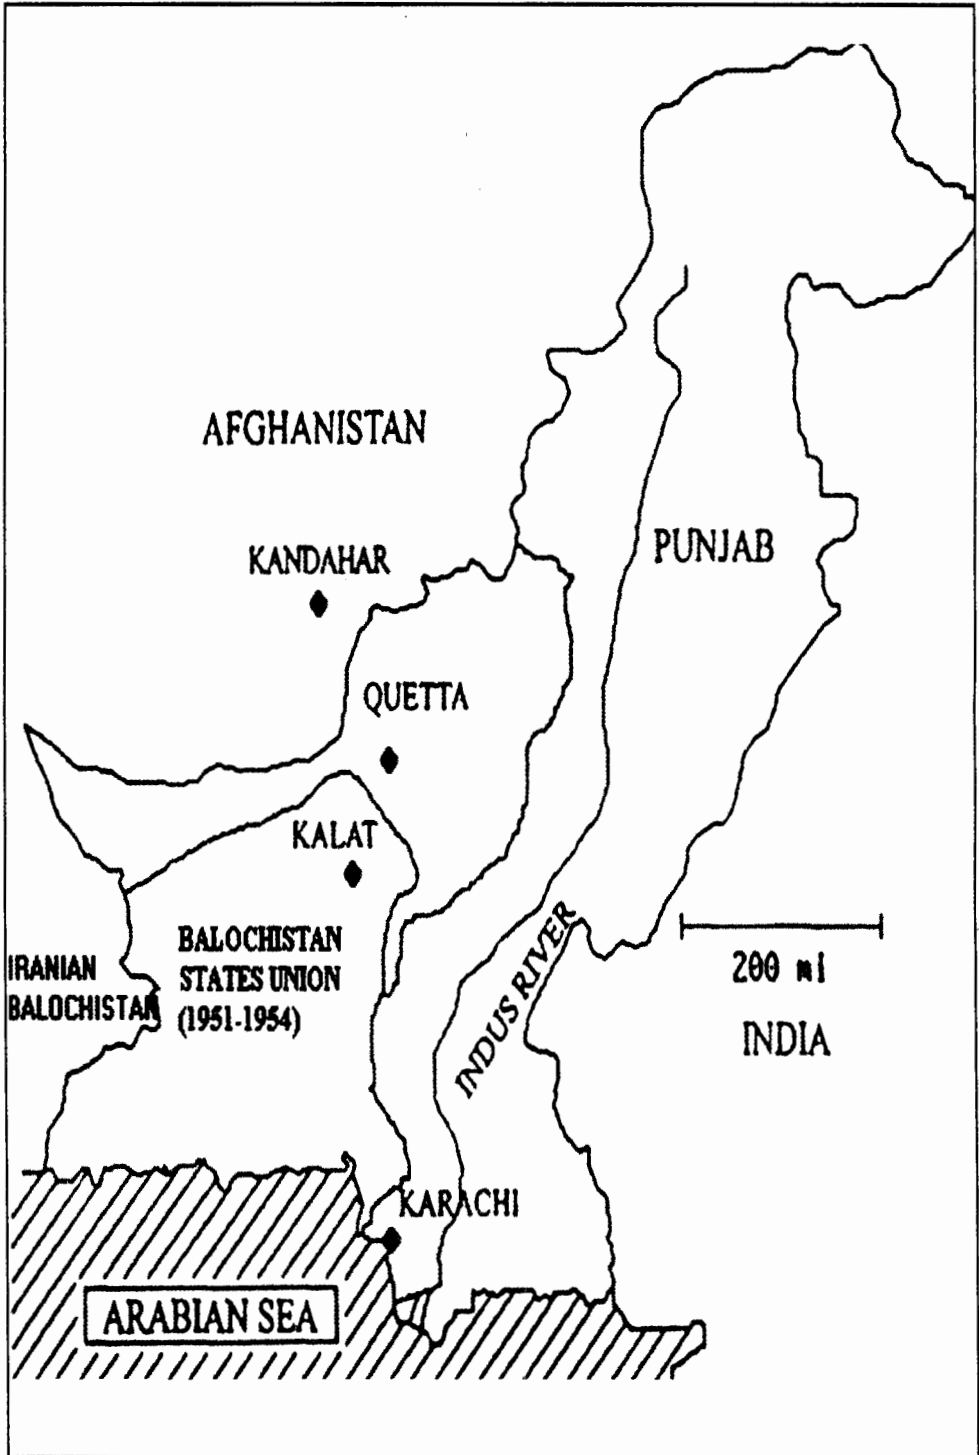 AFGHANISTAN
KANDAHAR
PUNJAB
QUETTA
KALAT
BALOCHISTAN
STATES UNION
(1951-1954)
IRANIAN
BALOCHISTAN
INDUS RIVER
200 mi
INDIA
KARACHI
ARABIAN SEA